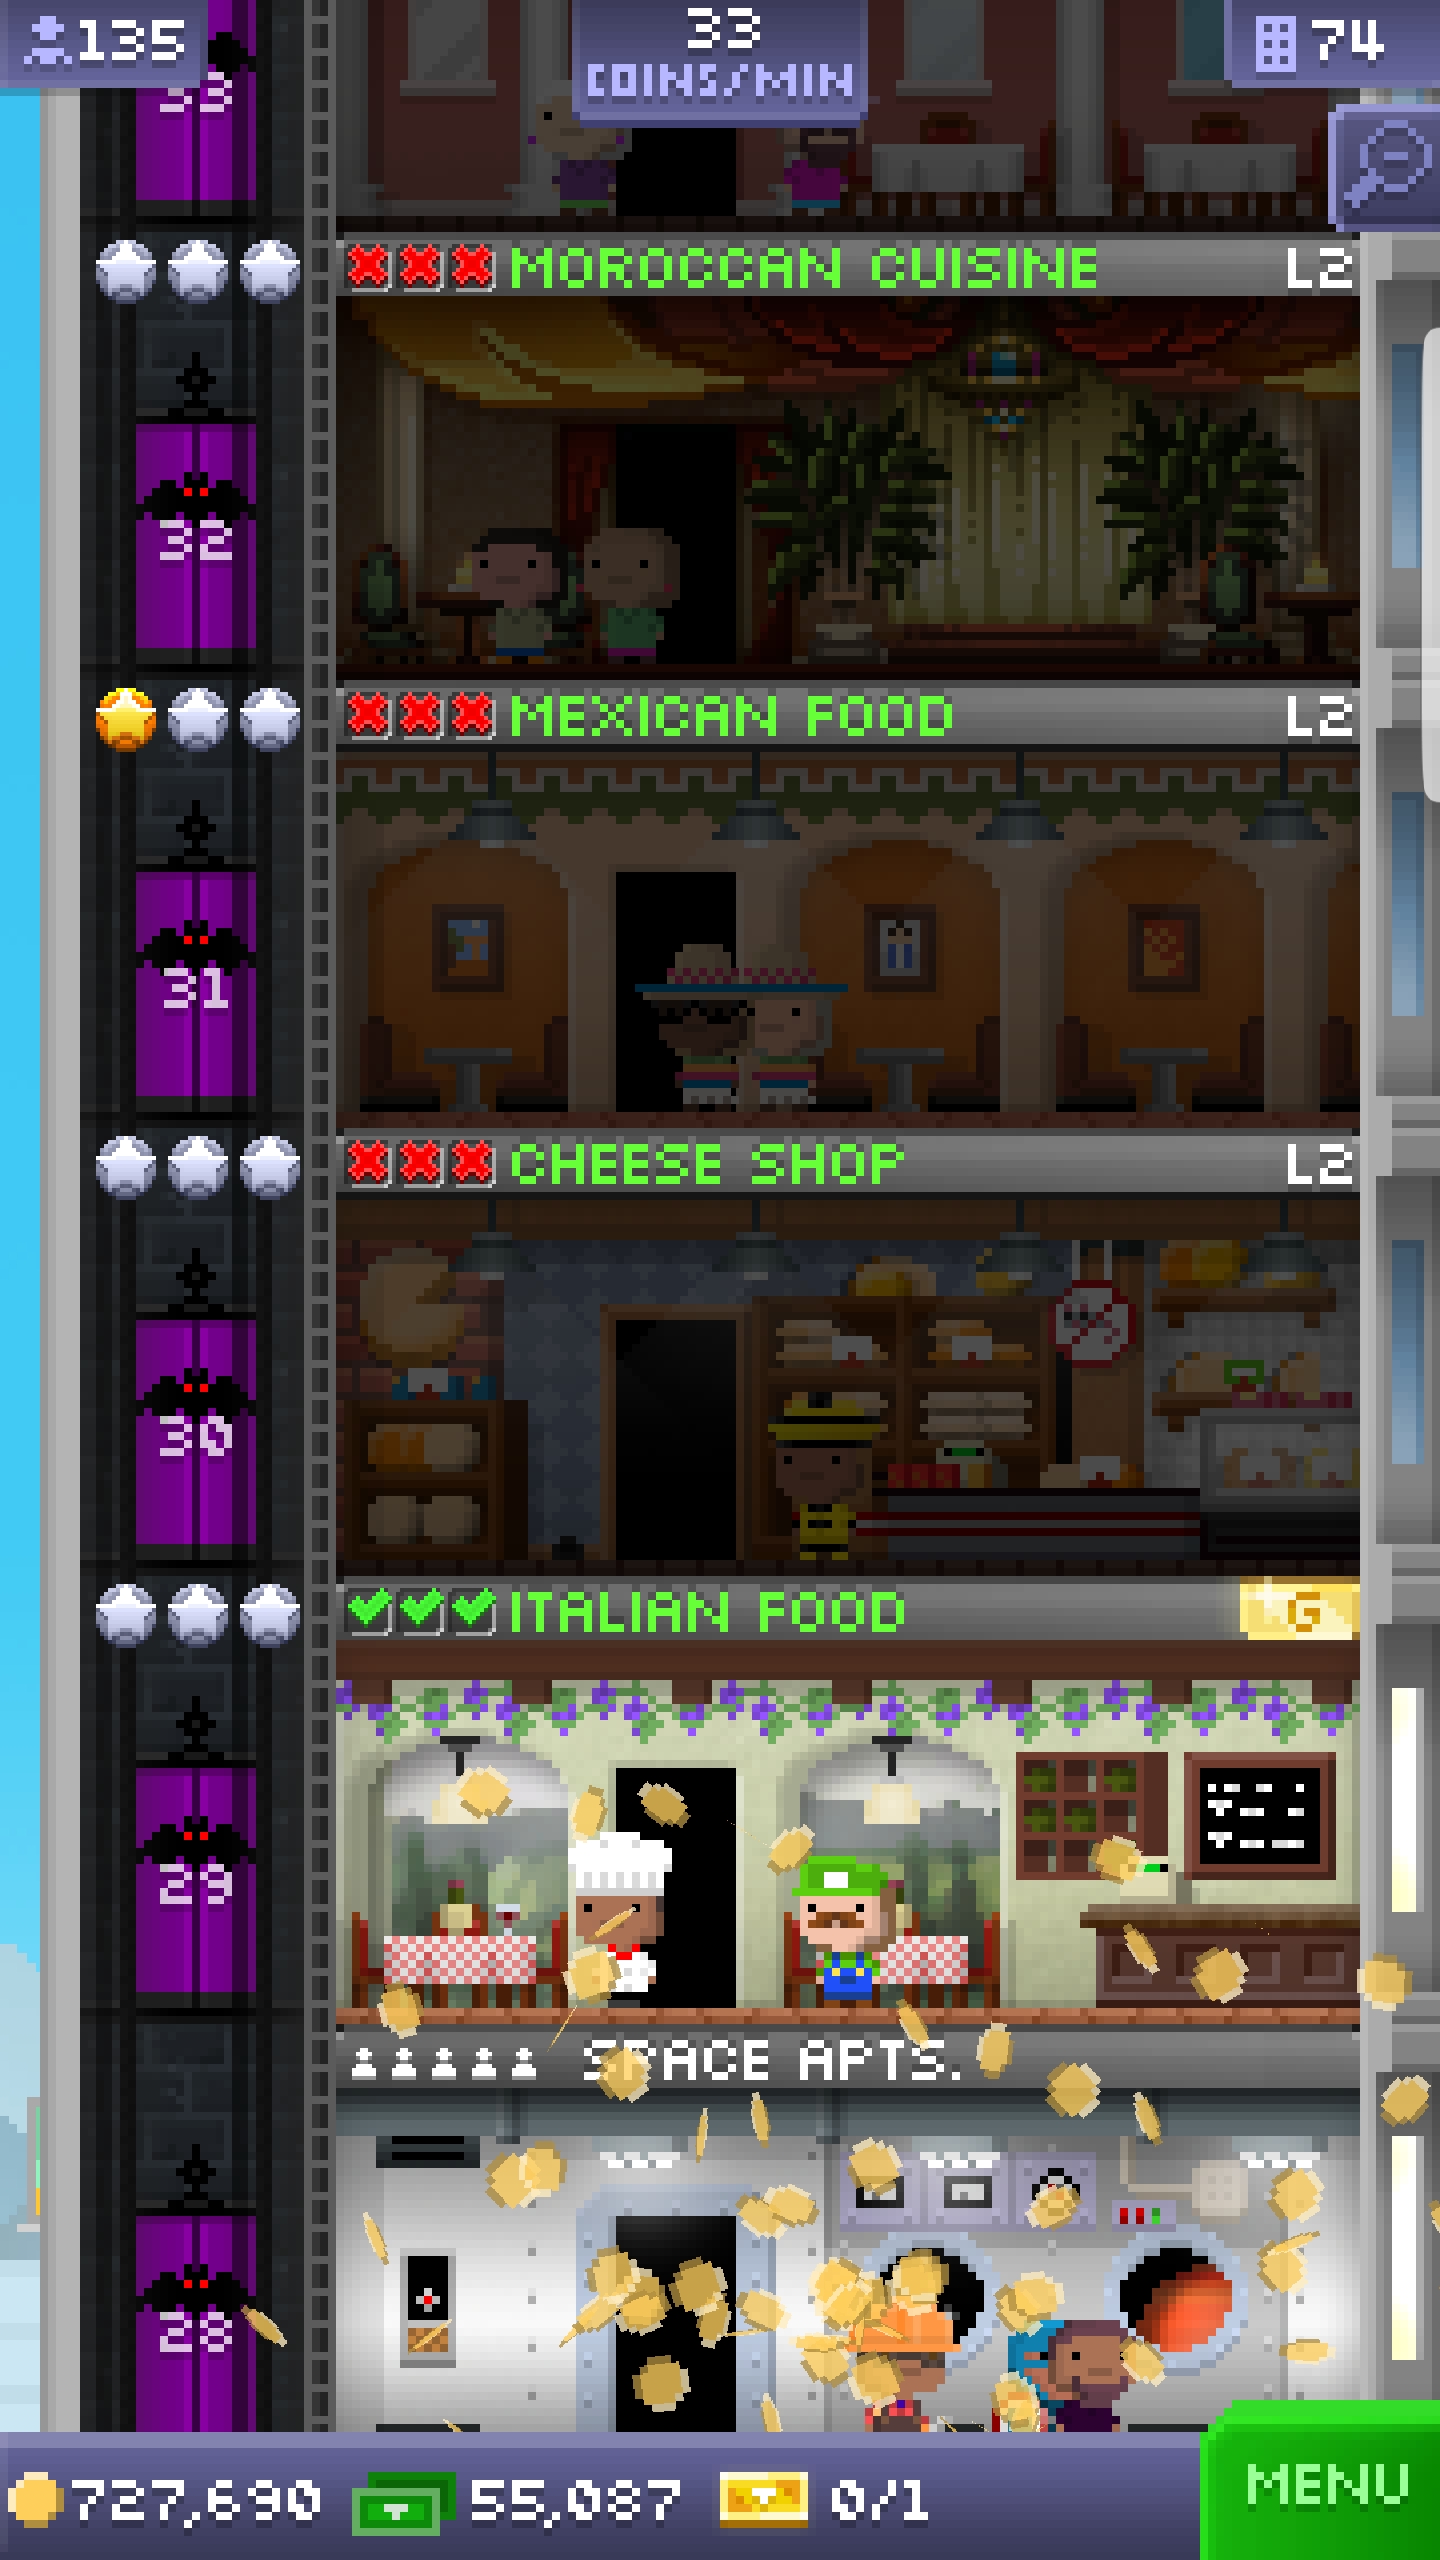 135
33
COINS/MIN
74
33
MOROCCAN CUISINE L2
32
MEXICAN FOOD L2
31
CHEESE SHOP L2
30
ITALIAN FOOD G
29
SPACE APTS.
28
727,690 55,087 0/1 MENU